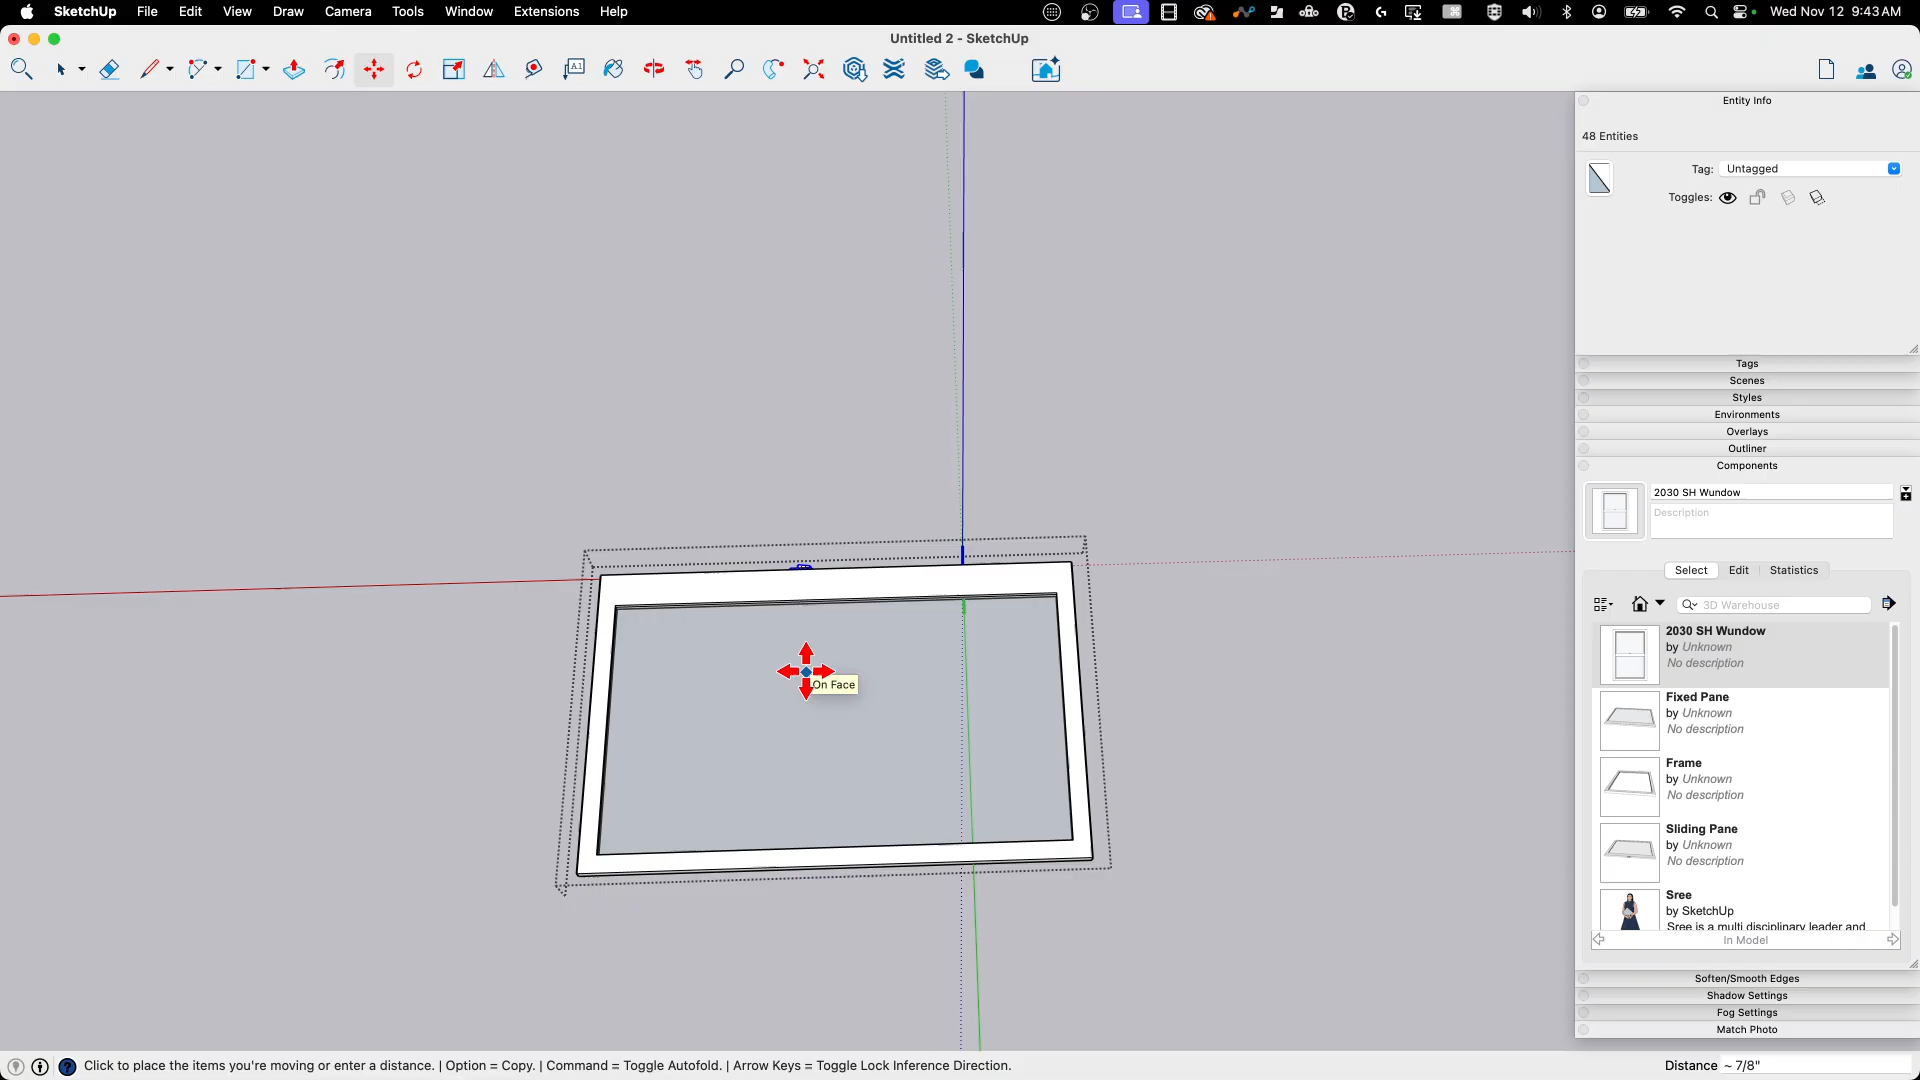 SketchUp File Edit View Draw Camera Tools Window Extensions Help Wed Nov 12 9:43 AM
Untitled 2 - SketchUp
A1
Entity Info
48 Entities
Tag: Untagged
Toggles:
Tags
Scenes
Styles
Environments
Overlays
Outliner
Components
2030 SH Wundow
Description
Select Edit Statistics
3D Warehouse
2030 SH Wundow
by Unknown
No description
Fixed Pane
by Unknown
No description
Frame
by Unknown
No description
Sliding Pane
by Unknown
No description
Sree
by SketchUp
Sree is a multi disciplinary leader and
In Model
Soften/Smooth Edges
Shadow Settings
Fog Settings
Match Photo
On Face
Click to place the items you're moving or enter a distance. | Option = Copy. | Command = Toggle Autofold. | Arrow Keys = Toggle Lock Inference Direction.
Distance ~ 7/8"